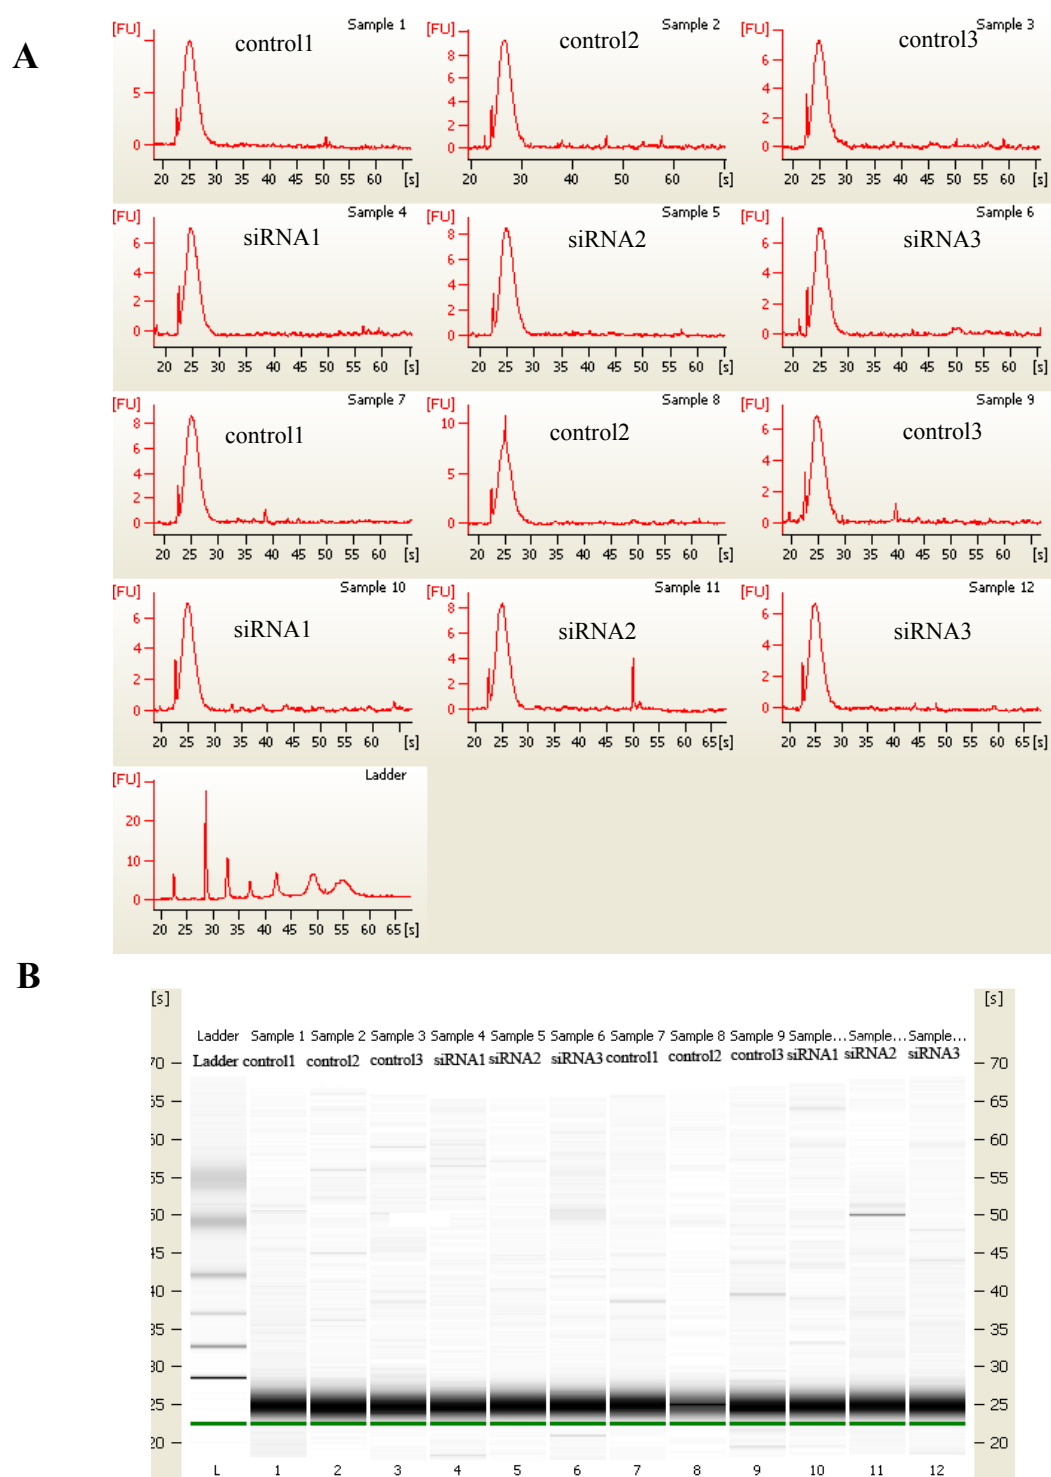 A
[FU] Sample 1
control1
5
0
20 25 30 35 40 45 50 55 60 [s]
[FU] Sample 2
control2
8
6
4
2
0
20 30 40 50 60 [s]
[FU] Sample 3
control3
6
4
2
0
20 25 30 35 40 45 50 55 60 [s]
[FU] Sample 4
siRNA1
6
4
2
0
20 25 30 35 40 45 50 55 60 [s]
[FU] Sample 5
siRNA2
8
6
4
2
0
20 25 30 35 40 45 50 55 60 [s]
[FU] Sample 6
siRNA3
6
4
2
0
20 25 30 35 40 45 50 55 60 [s]
[FU] Sample 7
control1
8
6
4
2
0
20 25 30 35 40 45 50 55 60 [s]
[FU] Sample 8
control2
10
5
0
20 25 30 35 40 45 50 55 60 [s]
[FU] Sample 9
control3
6
4
2
0
20 25 30 35 40 45 50 55 60 [s]
[FU] Sample 10
siRNA1
6
4
2
0
20 25 30 35 40 45 50 55 60 [s]
[FU] Sample 11
siRNA2
8
6
4
2
0
20 25 30 35 40 45 50 55 60 65 [s]
[FU] Sample 12
siRNA3
6
4
2
0
20 25 30 35 40 45 50 55 60 65 [s]
[FU] Ladder
20
10
0
20 25 30 35 40 45 50 55 60 65 [s]
B
[s] [s]
Ladder Sample 1 Sample 2 Sample 3 Sample 4 Sample 5 Sample 6 Sample 7 Sample 8 Sample 9 Sample... Sample... Sample...
Ladder control1 control2 control3 siRNA1 siRNA2 siRNA3 control1 control2 control3 siRNA1 siRNA2 siRNA3
70 70
65 65
60 60
55 55
50 50
45 45
40 40
35 35
30 30
25 25
20 20
L 1 2 3 4 5 6 7 8 9 10 11 12